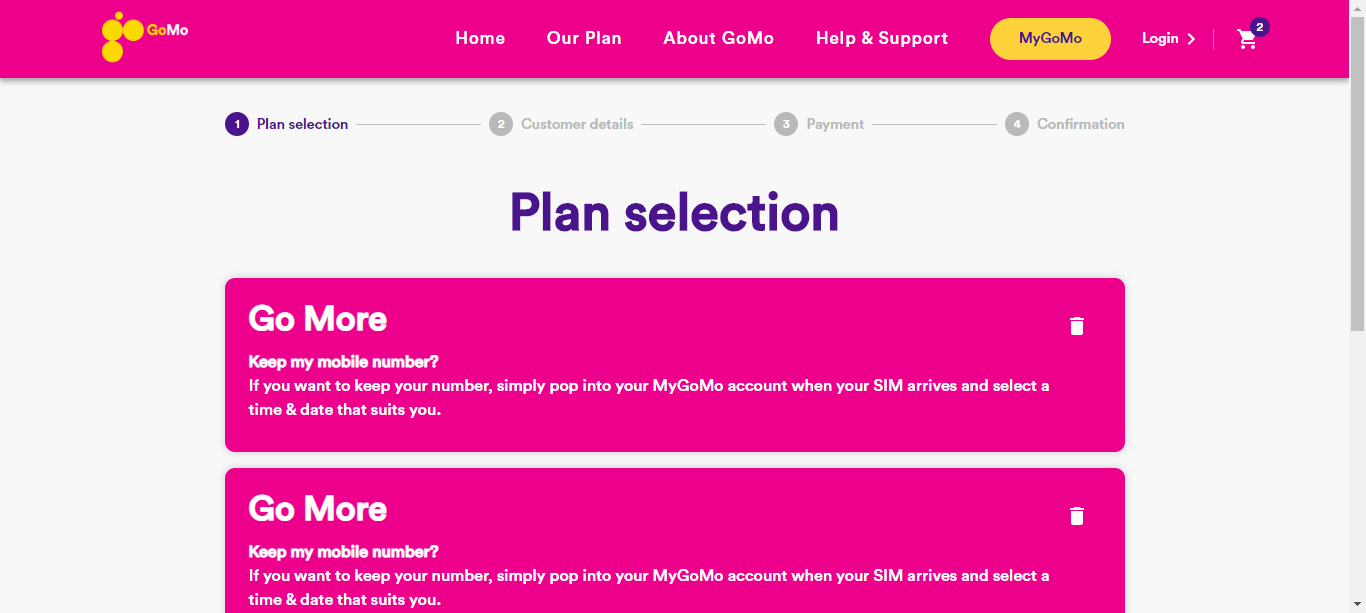 GoMo
Home Our Plan About GoMo Help & Support MyGoMo Login 2
1 Plan selection 2 Customer details 3 Payment 4 Confirmation
Plan selection
Go More
Keep my mobile number?
If you want to keep your number, simply pop into your MyGoMo account when your SIM arrives and select a
time & date that suits you.
Go More
Keep my mobile number?
If you want to keep your number, simply pop into your MyGoMo account when your SIM arrives and select a
time & date that suits you.